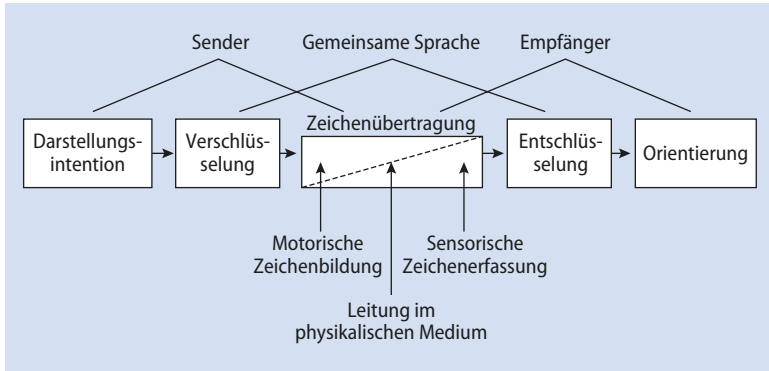 Sender
Gemeinsame Sprache
Empfänger
Zeichenübertragung
Darstellungs-
intention
Verschlüs-
selung
Entschlüs-
selung
Orientierung
Motorische
Zeichenbildung
Sensorische
Zeichenerfassung
Leitung im
physikalischen Medium